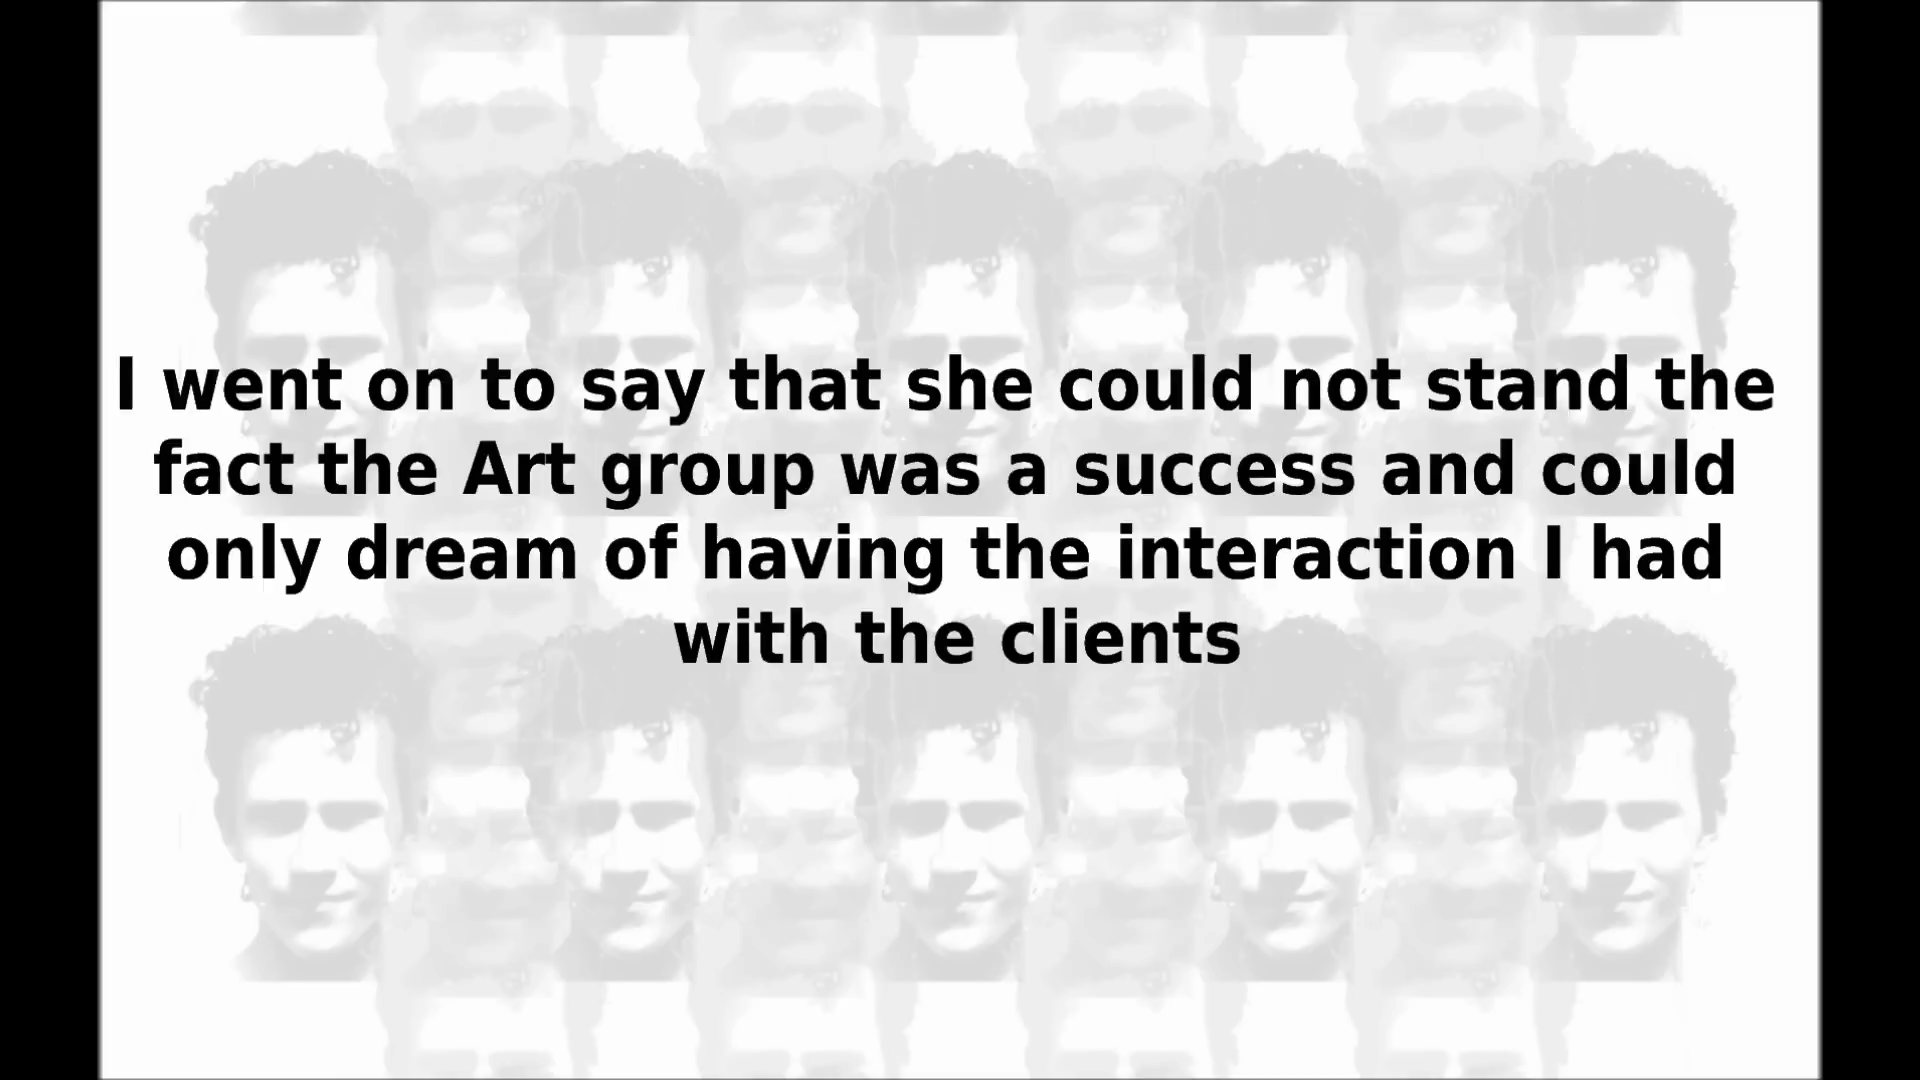 I went on to say that she could not stand the
fact the Art group was a success and could
only dream of having the interaction I had
with the clients